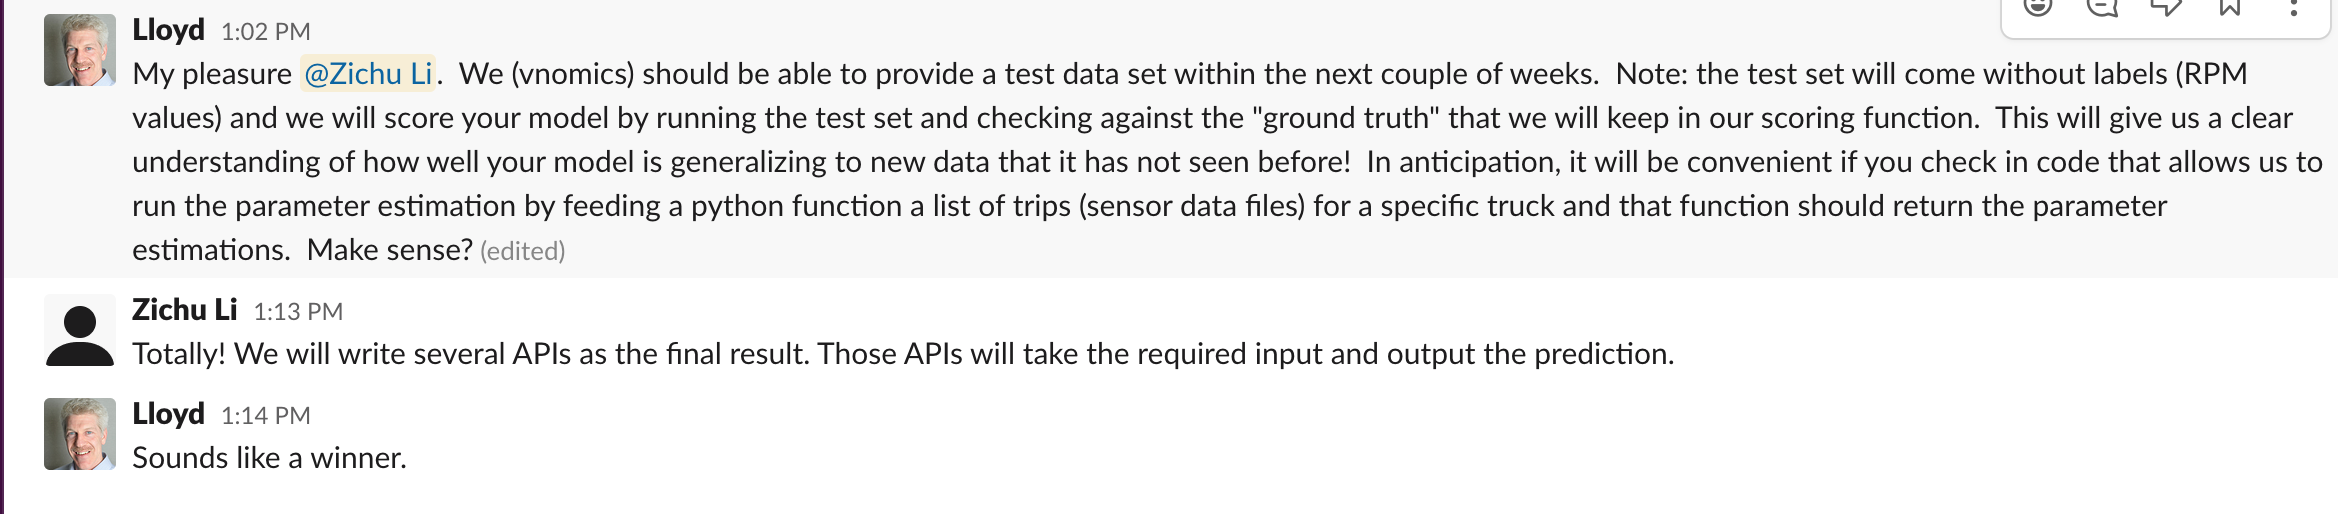 Lloyd 1:02 PM
My pleasure @Zichu Li.  We (vnomics) should be able to provide a test data set within the next couple of weeks.  Note: the test set will come without labels (RPM
values) and we will score your model by running the test set and checking against the "ground truth" that we will keep in our scoring function.  This will give us a clear
understanding of how well your model is generalizing to new data that it has not seen before!  In anticipation, it will be convenient if you check in code that allows us to
run the parameter estimation by feeding a python function a list of trips (sensor data files) for a specific truck and that function should return the parameter
estimations.  Make sense? (edited)
Zichu Li 1:13 PM
Totally! We will write several APIs as the final result. Those APIs will take the required input and output the prediction.
Lloyd 1:14 PM
Sounds like a winner.